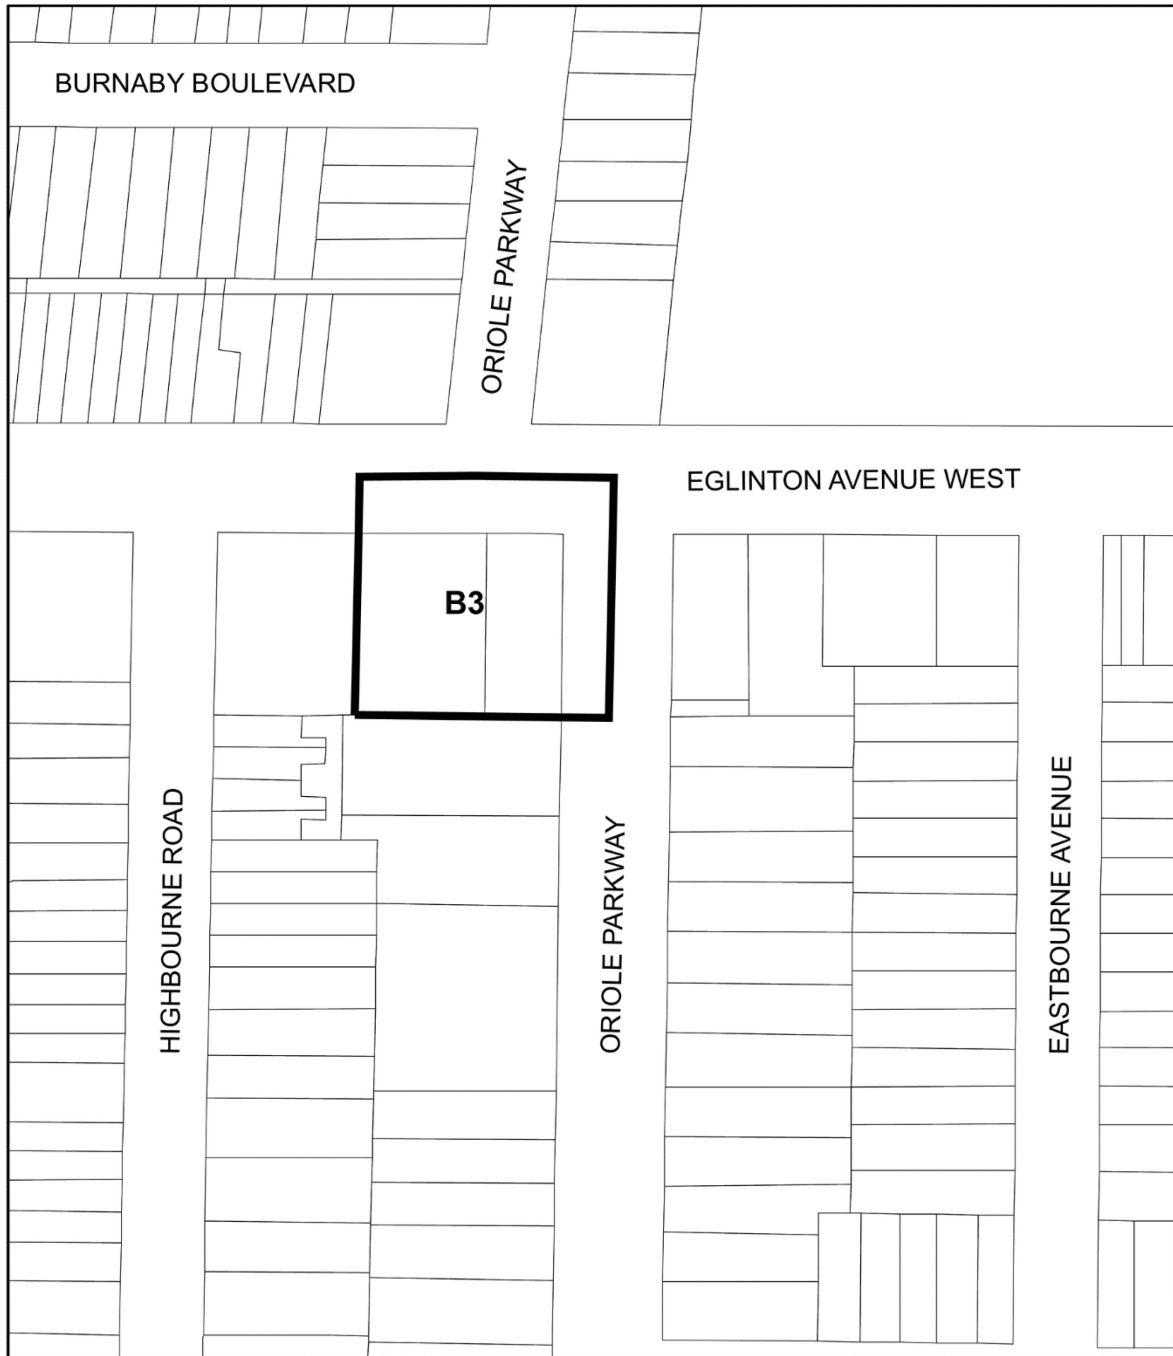 BURNABY BOULEVARD
ORIOLE PARKWAY
EGLINTON AVENUE WEST
B3
HIGHBOURNE ROAD
ORIOLE PARKWAY
EASTBOURNE AVENUE